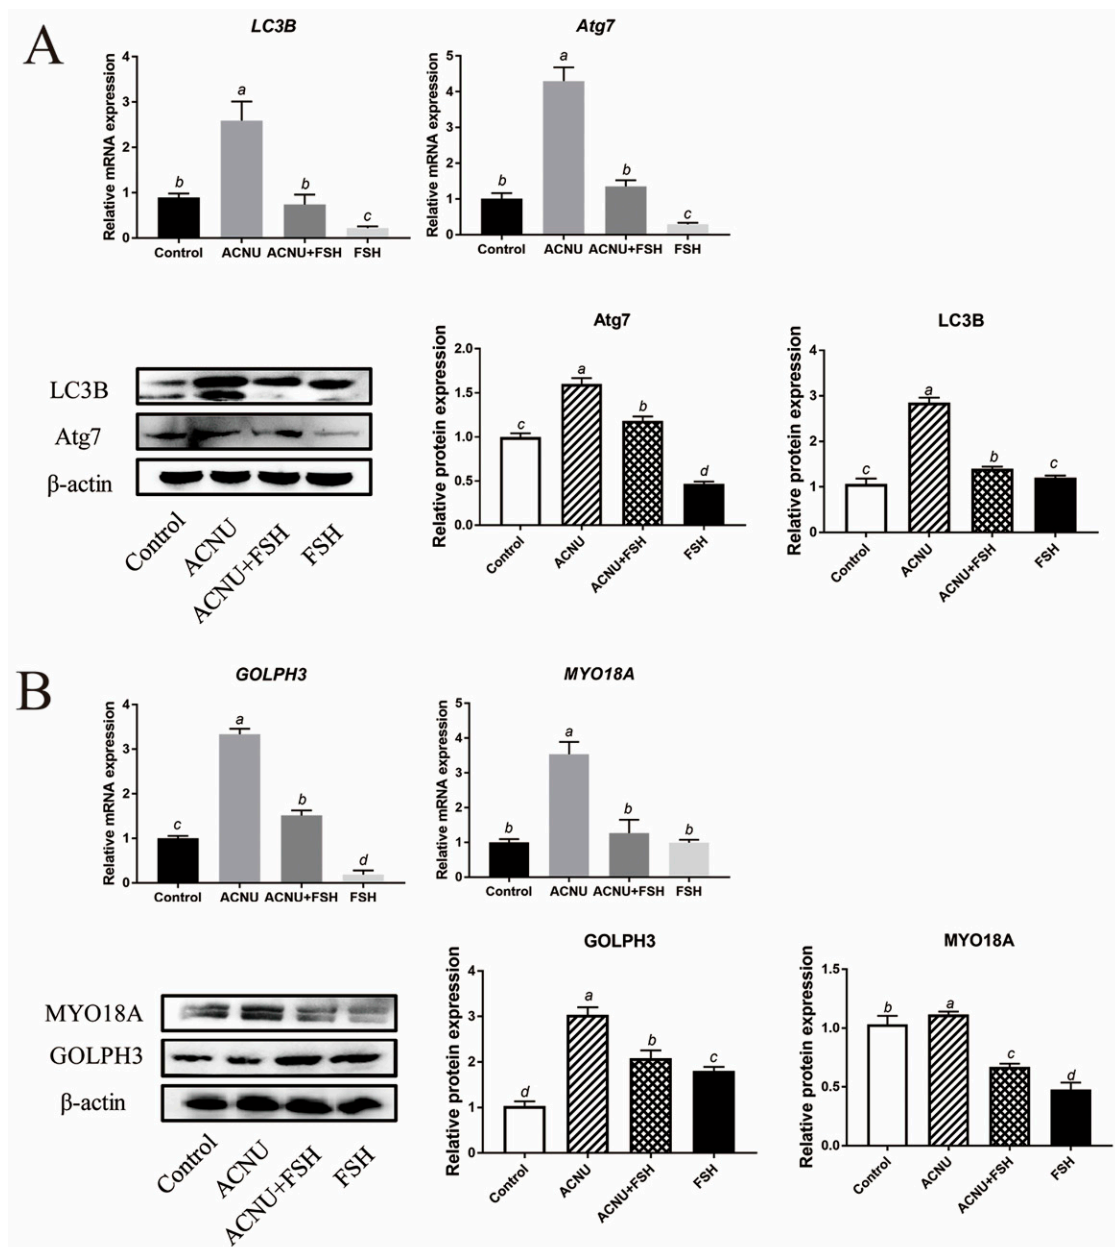 A
LC3B
Relative mRNA expression
4
3
2
1
0
a
b
b
c
Control ACNU ACNU+FSH FSH
Atg7
Relative mRNA expression
5
4
3
2
1
0
a
b
b
c
Control ACNU ACNU+FSH FSH
LC3B
Atg7
β-actin
Control
ACNU
ACNU+FSH
FSH
Atg7
Relative protein expression
2.0
1.5
1.0
0.5
0.0
c
a
b
d
Control
ACNU
ACNU+FSH
FSH
LC3B
Relative protein expression
4
3
2
1
0
c
a
b
c
Control
ACNU
ACNU+FSH
FSH
B
GOLPH3
Relative mRNA expression
4
3
2
1
0
c
a
b
d
Control ACNU ACNU+FSH FSH
MYO18A
Relative mRNA expression
5
4
3
2
1
0
b
a
b
b
Control ACNU ACNU+FSH FSH
MYO18A
GOLPH3
β-actin
Control
ACNU
ACNU+FSH
FSH
GOLPH3
Relative protein expression
4
3
2
1
0
d
a
b
c
Control
ACNU
ACNU+FSH
FSH
MYO18A
Relative protein expression
1.5
1.0
0.5
0.0
b
a
c
d
Control
ACNU
ACNU+FSH
FSH